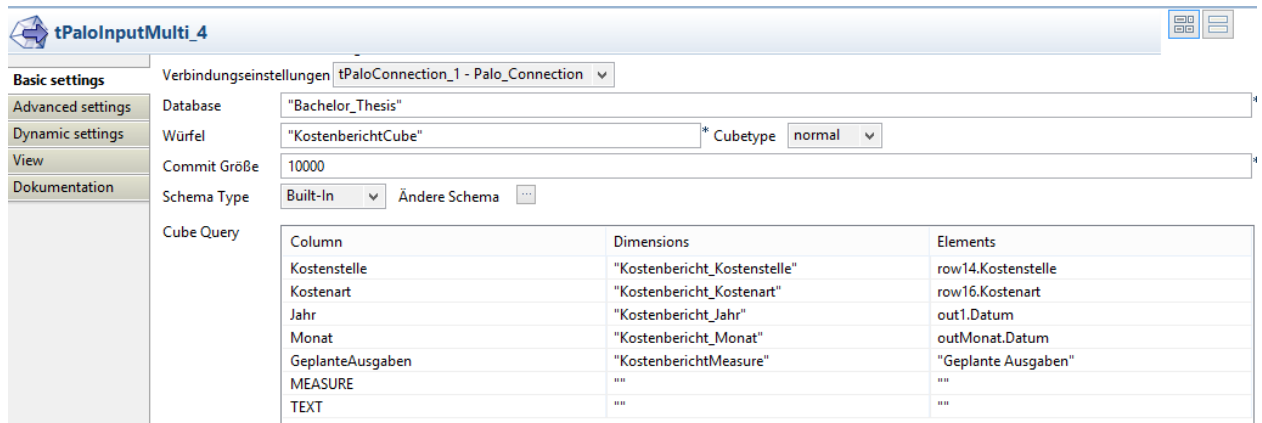 tPaloInputMulti_4
Basic settings
Advanced settings
Dynamic settings
View
Dokumentation
Verbindungseinstellungen tPaloConnection_1 - Palo_Connection
Database "Bachelor_Thesis" *
Würfel "KostenberichtCube" * Cubetype normal
Commit Größe 10000 *
Schema Type Built-In Ändere Schema ...
Cube Query
Column Dimensions Elements
Kostenstelle "Kostenbericht_Kostenstelle" row14.Kostenstelle
Kostenart "Kostenbericht_Kostenart" row16.Kostenart
Jahr "Kostenbericht_Jahr" out1.Datum
Monat "Kostenbericht_Monat" outMonat.Datum
GeplanteAusgaben "KostenberichtMeasure" "Geplante Ausgaben"
MEASURE "" ""
TEXT "" ""